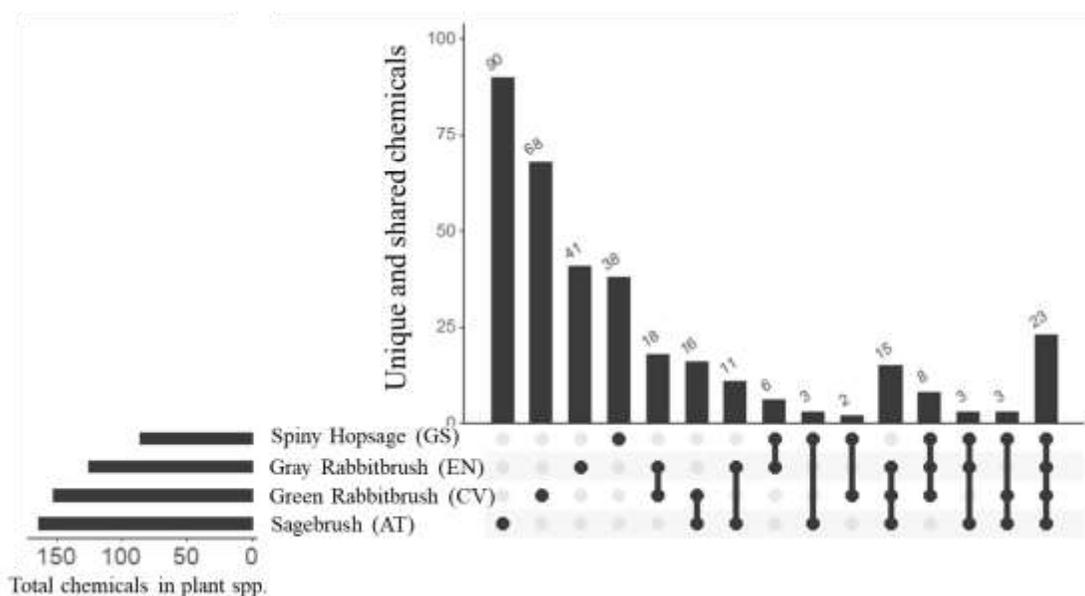 Unique and shared chemicals
100
75
50
25
0
90
68
41
38
18
16
11
6
3
2
15
8
3
3
23
Spiny Hopsage (GS)
Gray Rabbitbrush (EN)
Green Rabbitbrush (CV)
Sagebrush (AT)
150 100 50 0
Total chemicals in plant spp.